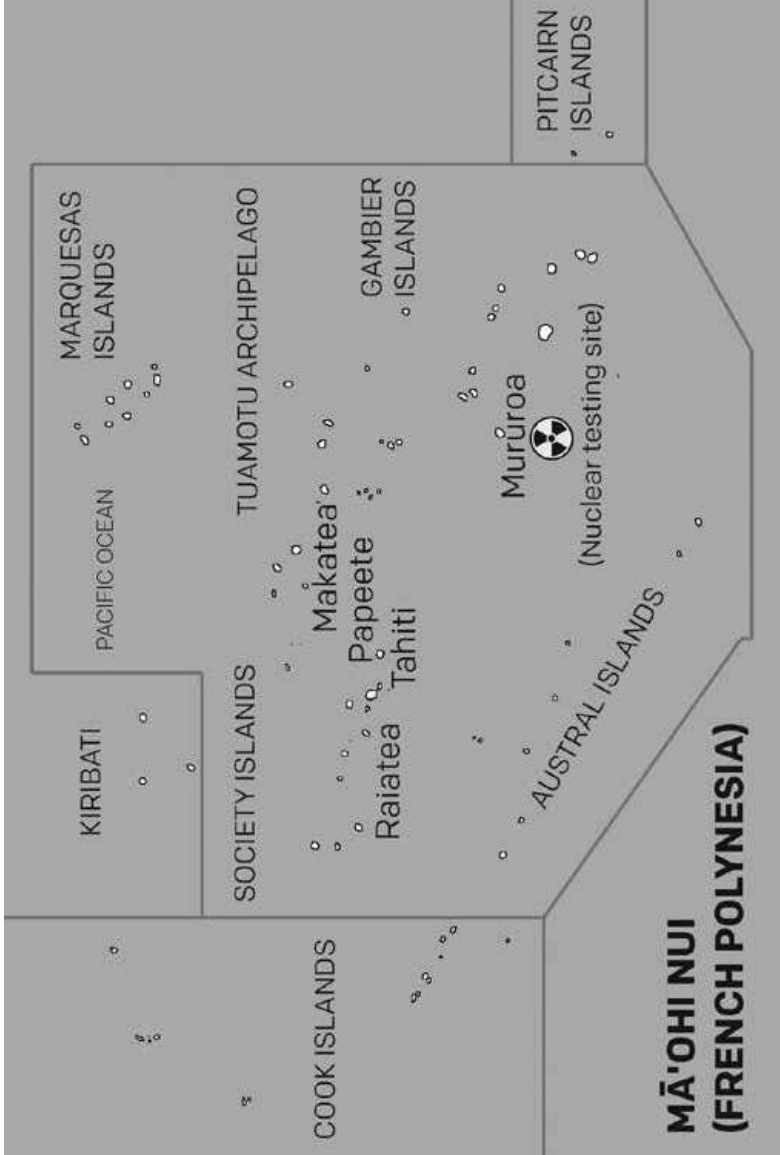 MARQUESAS
ISLANDS
PACIFIC OCEAN
KIRIBATI
TUAMOTU ARCHIPELAGO
SOCIETY ISLANDS
Makatea
Papeete
Tahiti
Raiatea
GAMBIER
ISLANDS
COOK ISLANDS
PITCAIRN
ISLANDS
Mururoa
(Nuclear testing site)
AUSTRAL ISLANDS
MĀ'OHI NUI
(FRENCH POLYNESIA)